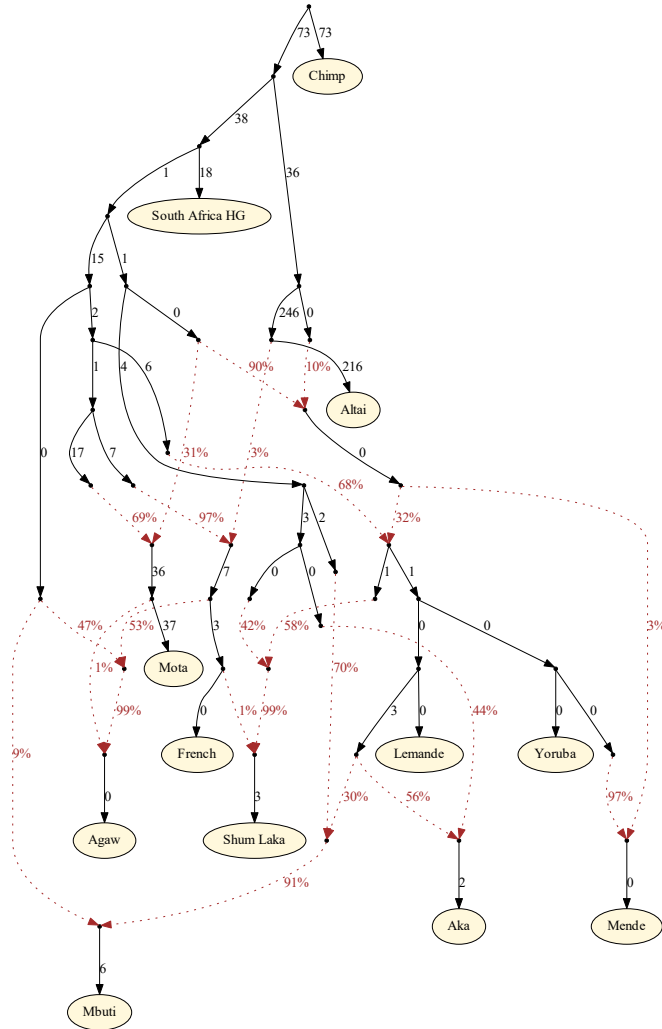 73 73
Chimp
38
1 18 36
South Africa HG
15 1
0
2 246 0
1 4 6 90% 10% 216
Altai
0 17 7 31% 3% 0
68%
69% 97% 3 2 32%
36 7 0 0 1 1
47% 53% 37 3 42% 58% 0 0 3%
1% 70%
Mota
99% 0 1% 99% 3 0 44% 0 0
9% French Lemande Yoruba
0 3 30% 56% 97%
Agaw Shum Laka
91% 2 0
Aka Mende
6
Mbuti